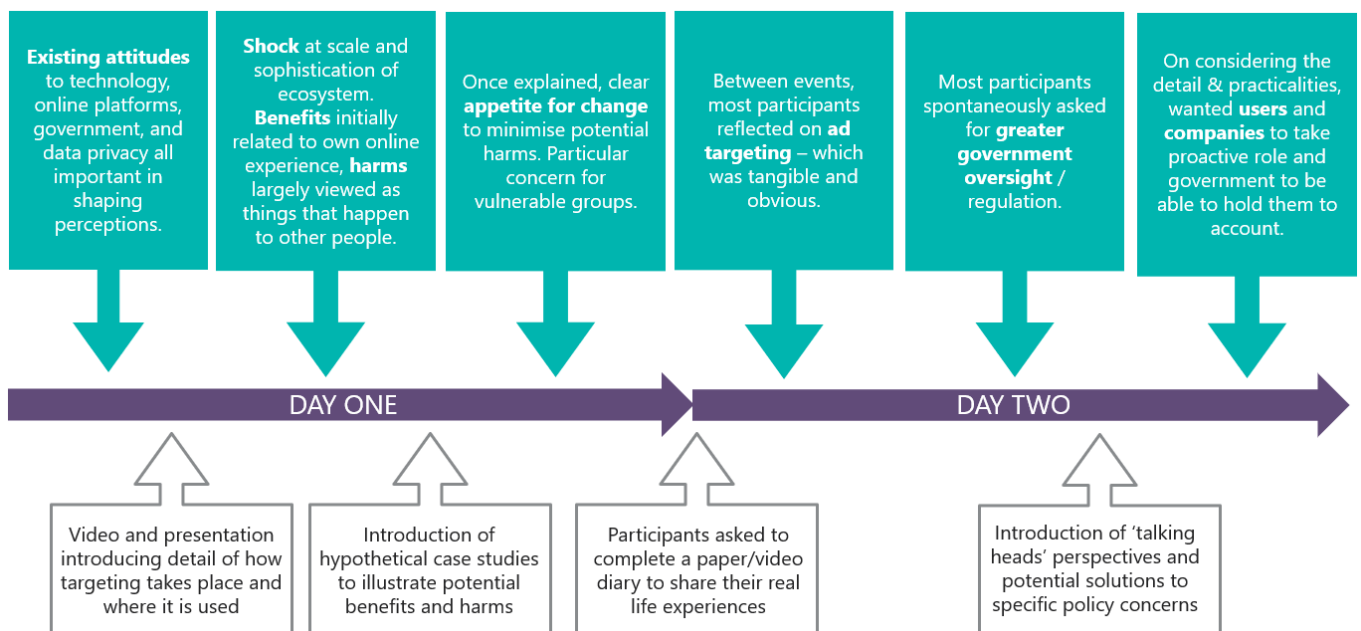 Existing attitudes
to technology,
online platforms,
government, and
data privacy all
important in
shaping
perceptions.
Shock at scale and
sophistication of
ecosystem.
Benefits initially
related to own online
experience, harms
largely viewed as
things that happen
to other people.
Once explained, clear
appetite for change
to minimise potential
harms. Particular
concern for
vulnerable groups.
Between events,
most participants
reflected on ad
targeting – which
was tangible and
obvious.
Most participants
spontaneously asked
for greater
government
oversight /
regulation.
On considering the
detail & practicalities,
wanted users and
companies to take
proactive role and
government to be
able to hold them to
account.
DAY ONE
DAY TWO
Video and presentation
introducing detail of how
targeting takes place and
where it is used
Introduction of
hypothetical case studies
to illustrate potential
benefits and harms
Participants asked to
complete a paper/video
diary to share their real
life experiences
Introduction of ‘talking
heads’ perspectives and
potential solutions to
specific policy concerns